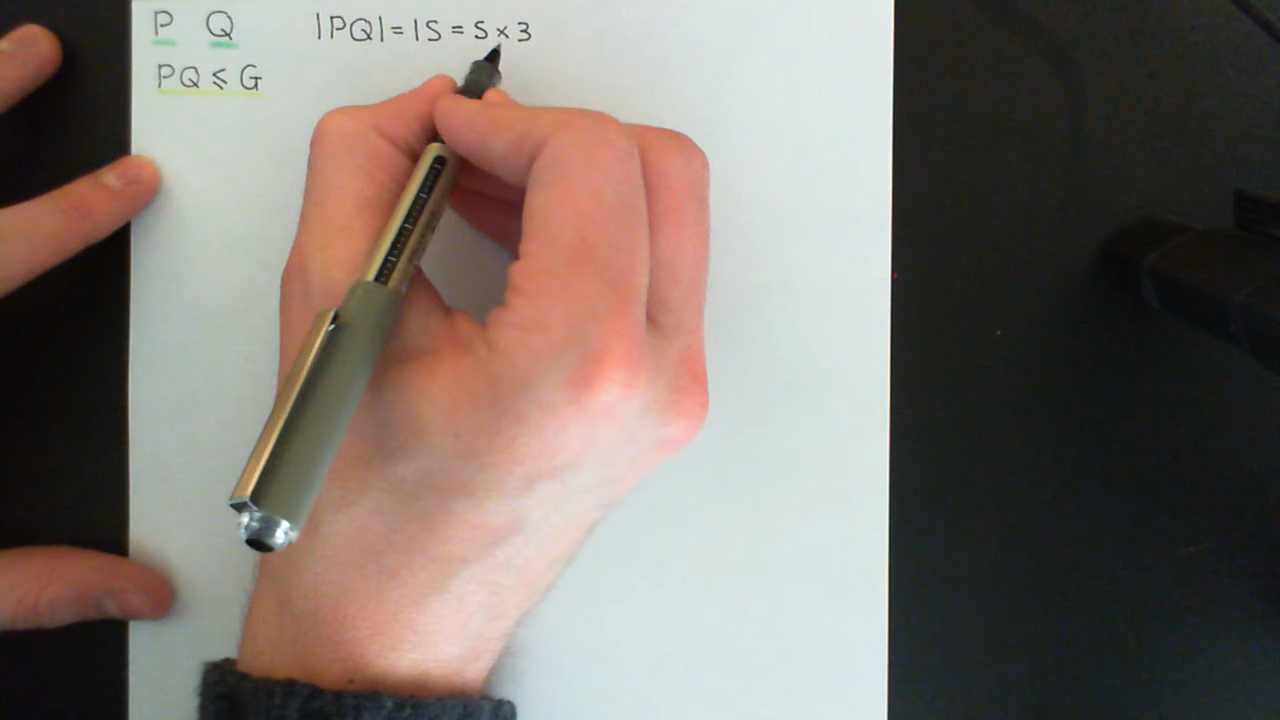 P Q |PQ| = 15 = 5 × 3
PQ ⩽ G